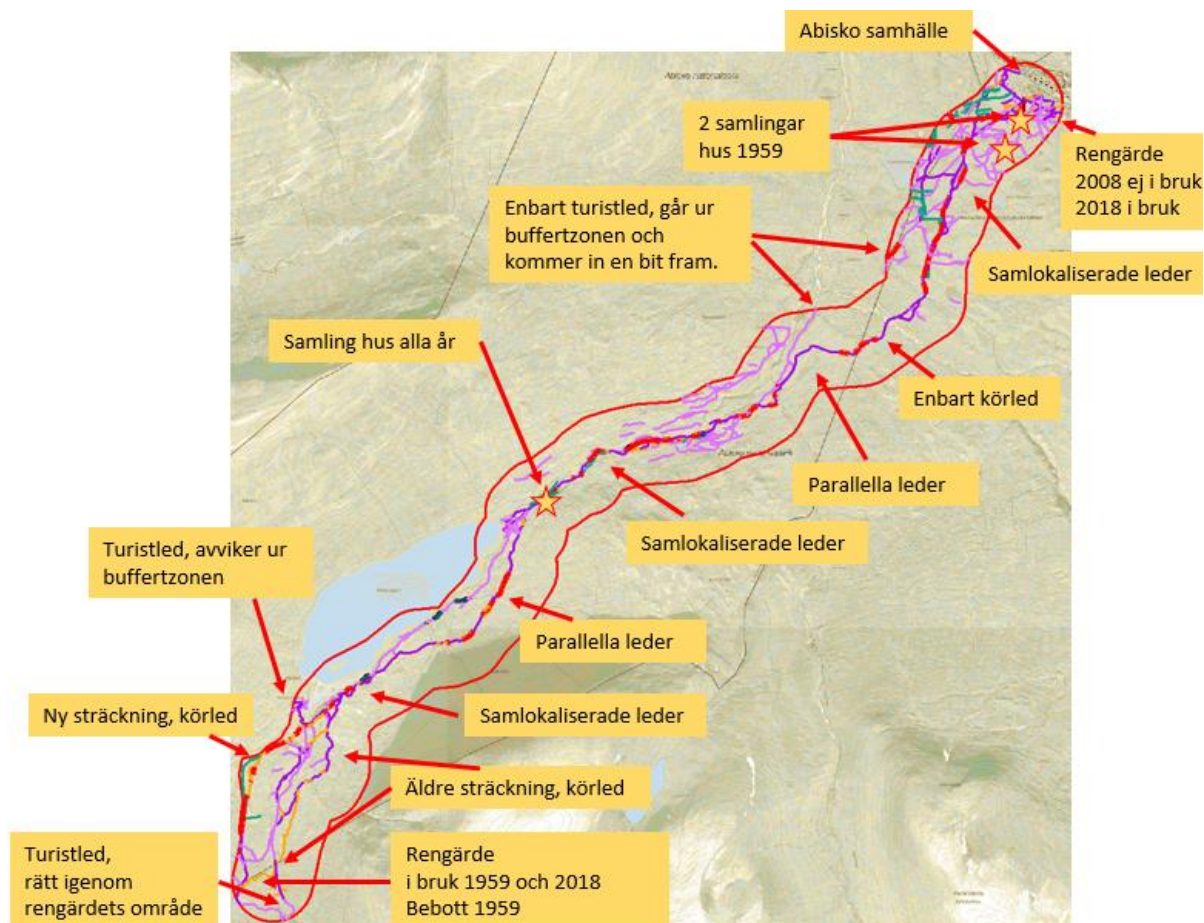 Abisko samhälle
2 samlingar
hus 1959
Rengärde
2008 ej i bruk
2018 i bruk
Enbart turistled, går ur
buffertzonen och
kommer in en bit fram.
Samlokaliserade leder
Samling hus alla år
Enbart körled
Parallella leder
Samlokaliserade leder
Turistled, avviker ur
buffertzonen
Parallella leder
Ny sträckning, körled
Samlokaliserade leder
Äldre sträckning, körled
Turistled,
rätt igenom
rengärdets område
Rengärde
i bruk 1959 och 2018
Bebott 1959